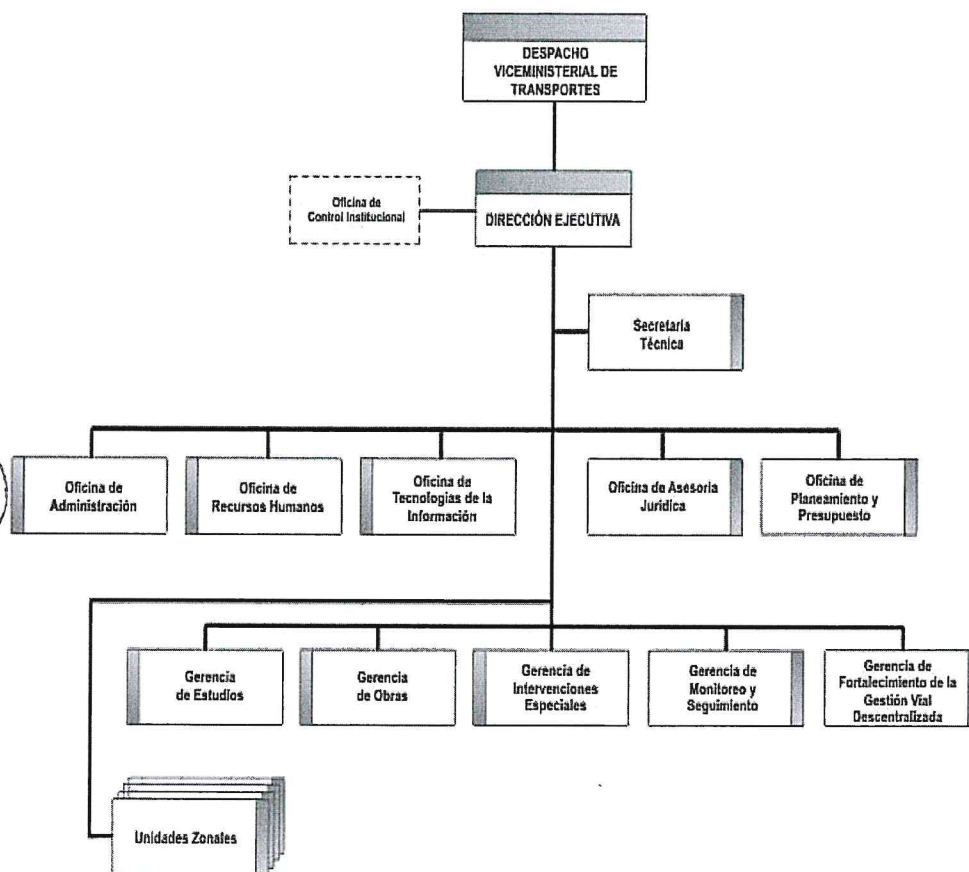 DESPACHO
VICEMINISTERIAL DE
TRANSPORTES
Oficina de
Control Institucional
DIRECCIÓN EJECUTIVA
Secretaría
Técnica
Oficina de
Administración
Oficina de
Recursos Humanos
Oficina de
Tecnologías de la
Información
Oficina de Asesoría
Jurídica
Oficina de
Planeamiento y
Presupuesto
Gerencia
de Estudios
Gerencia
de Obras
Gerencia de
Intervenciones
Especiales
Gerencia de
Monitoreo y
Seguimiento
Gerencia de
Fortalecimiento de la
Gestión Vial
Descentralizada
Unidades Zonales